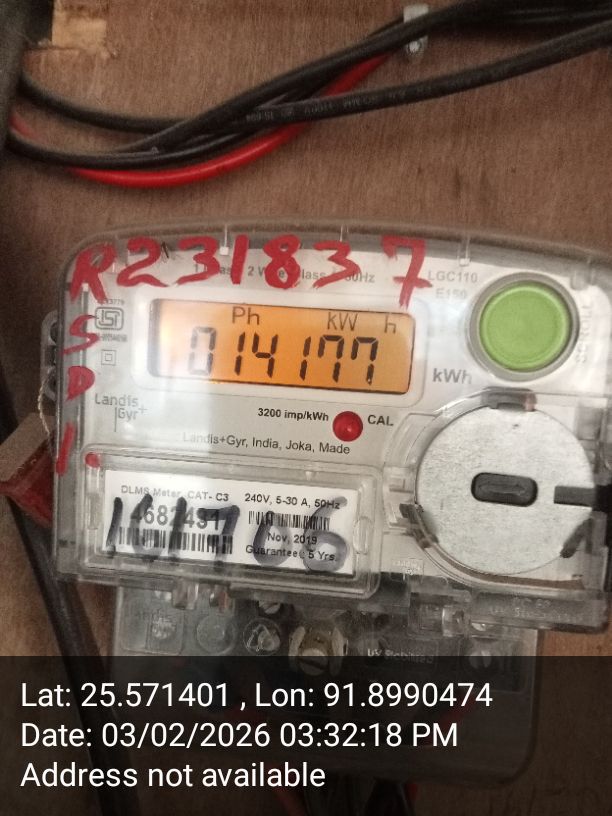 R231837
S
D
1.
LGC110
E150
Ph kW h
014177
kWh
Landis
Gyr+
3200 imp/kWh CAL
Landis+Gyr, India, Joka, Made
DLMS Meter CAT- C3 240V, 5-30 A, 50Hz
Nov, 2019
Guarantee: 5 Yrs.
Lat: 25.571401 , Lon: 91.8990474
Date: 03/02/2026 03:32:18 PM
Address not available